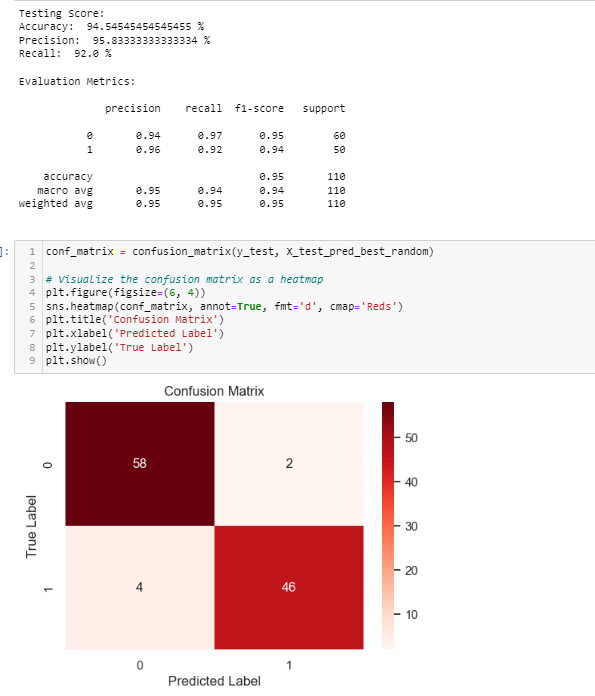 Testing Score:
Accuracy:  94.54545454545455 %
Precision:  95.83333333333334 %
Recall:  92.0 %
Evaluation Metrics:
precision    recall  f1-score   support
0       0.94      0.97      0.95        60
1       0.96      0.92      0.94        50
accuracy                           0.95       110
macro avg       0.95      0.94      0.94       110
weighted avg       0.95      0.95      0.95       110
]:
1 conf_matrix = confusion_matrix(y_test, X_test_pred_best_random)
2
3 # Visualize the confusion matrix as a heatmap
4 plt.figure(figsize=(6, 4))
5 sns.heatmap(conf_matrix, annot=True, fmt='d', cmap='Reds')
6 plt.title('Confusion Matrix')
7 plt.xlabel('Predicted Label')
8 plt.ylabel('True Label')
9 plt.show()
Confusion Matrix
True Label
0
58 2
1
4 46
0 1
Predicted Label
50
40
30
20
10